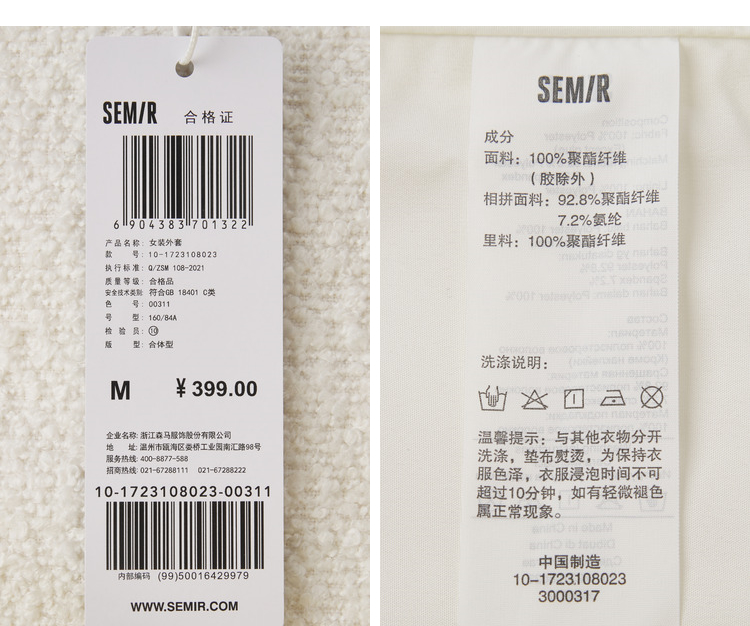 SEMIR 合格证
6 904383 701322
产品名称: 女装外套
款 号: 10-1723108023
执行标准: Q/ZSM 108-2021
质量等级: 合格品
安全技术类别: 符合GB 18401 C类
色 号: 00311
号 型: 160/84A
检 验 员: ⑩
版 型: 合体型
M ¥399.00
企业名称: 浙江森马服饰股份有限公司
地 址: 温州市瓯海区娄桥工业园南汇路98号
服务热线: 400-8877-588
招商热线: 021-67288111 021-67288222
10-1723108023-00311
内部编码 (99)50016429979
WWW.SEMIR.COM
SEMIR
成分
面料: 100%聚酯纤维
(胶除外)
相拼面料: 92.8%聚酯纤维
7.2%氨纶
里料: 100%聚酯纤维
洗涤说明:
温馨提示: 与其他衣物分开
洗涤, 垫布熨烫, 为保持衣
服色泽, 衣服浸泡时间不可
超过10分钟, 如有轻微褪色
属正常现象。
中国制造
10-1723108023
3000317